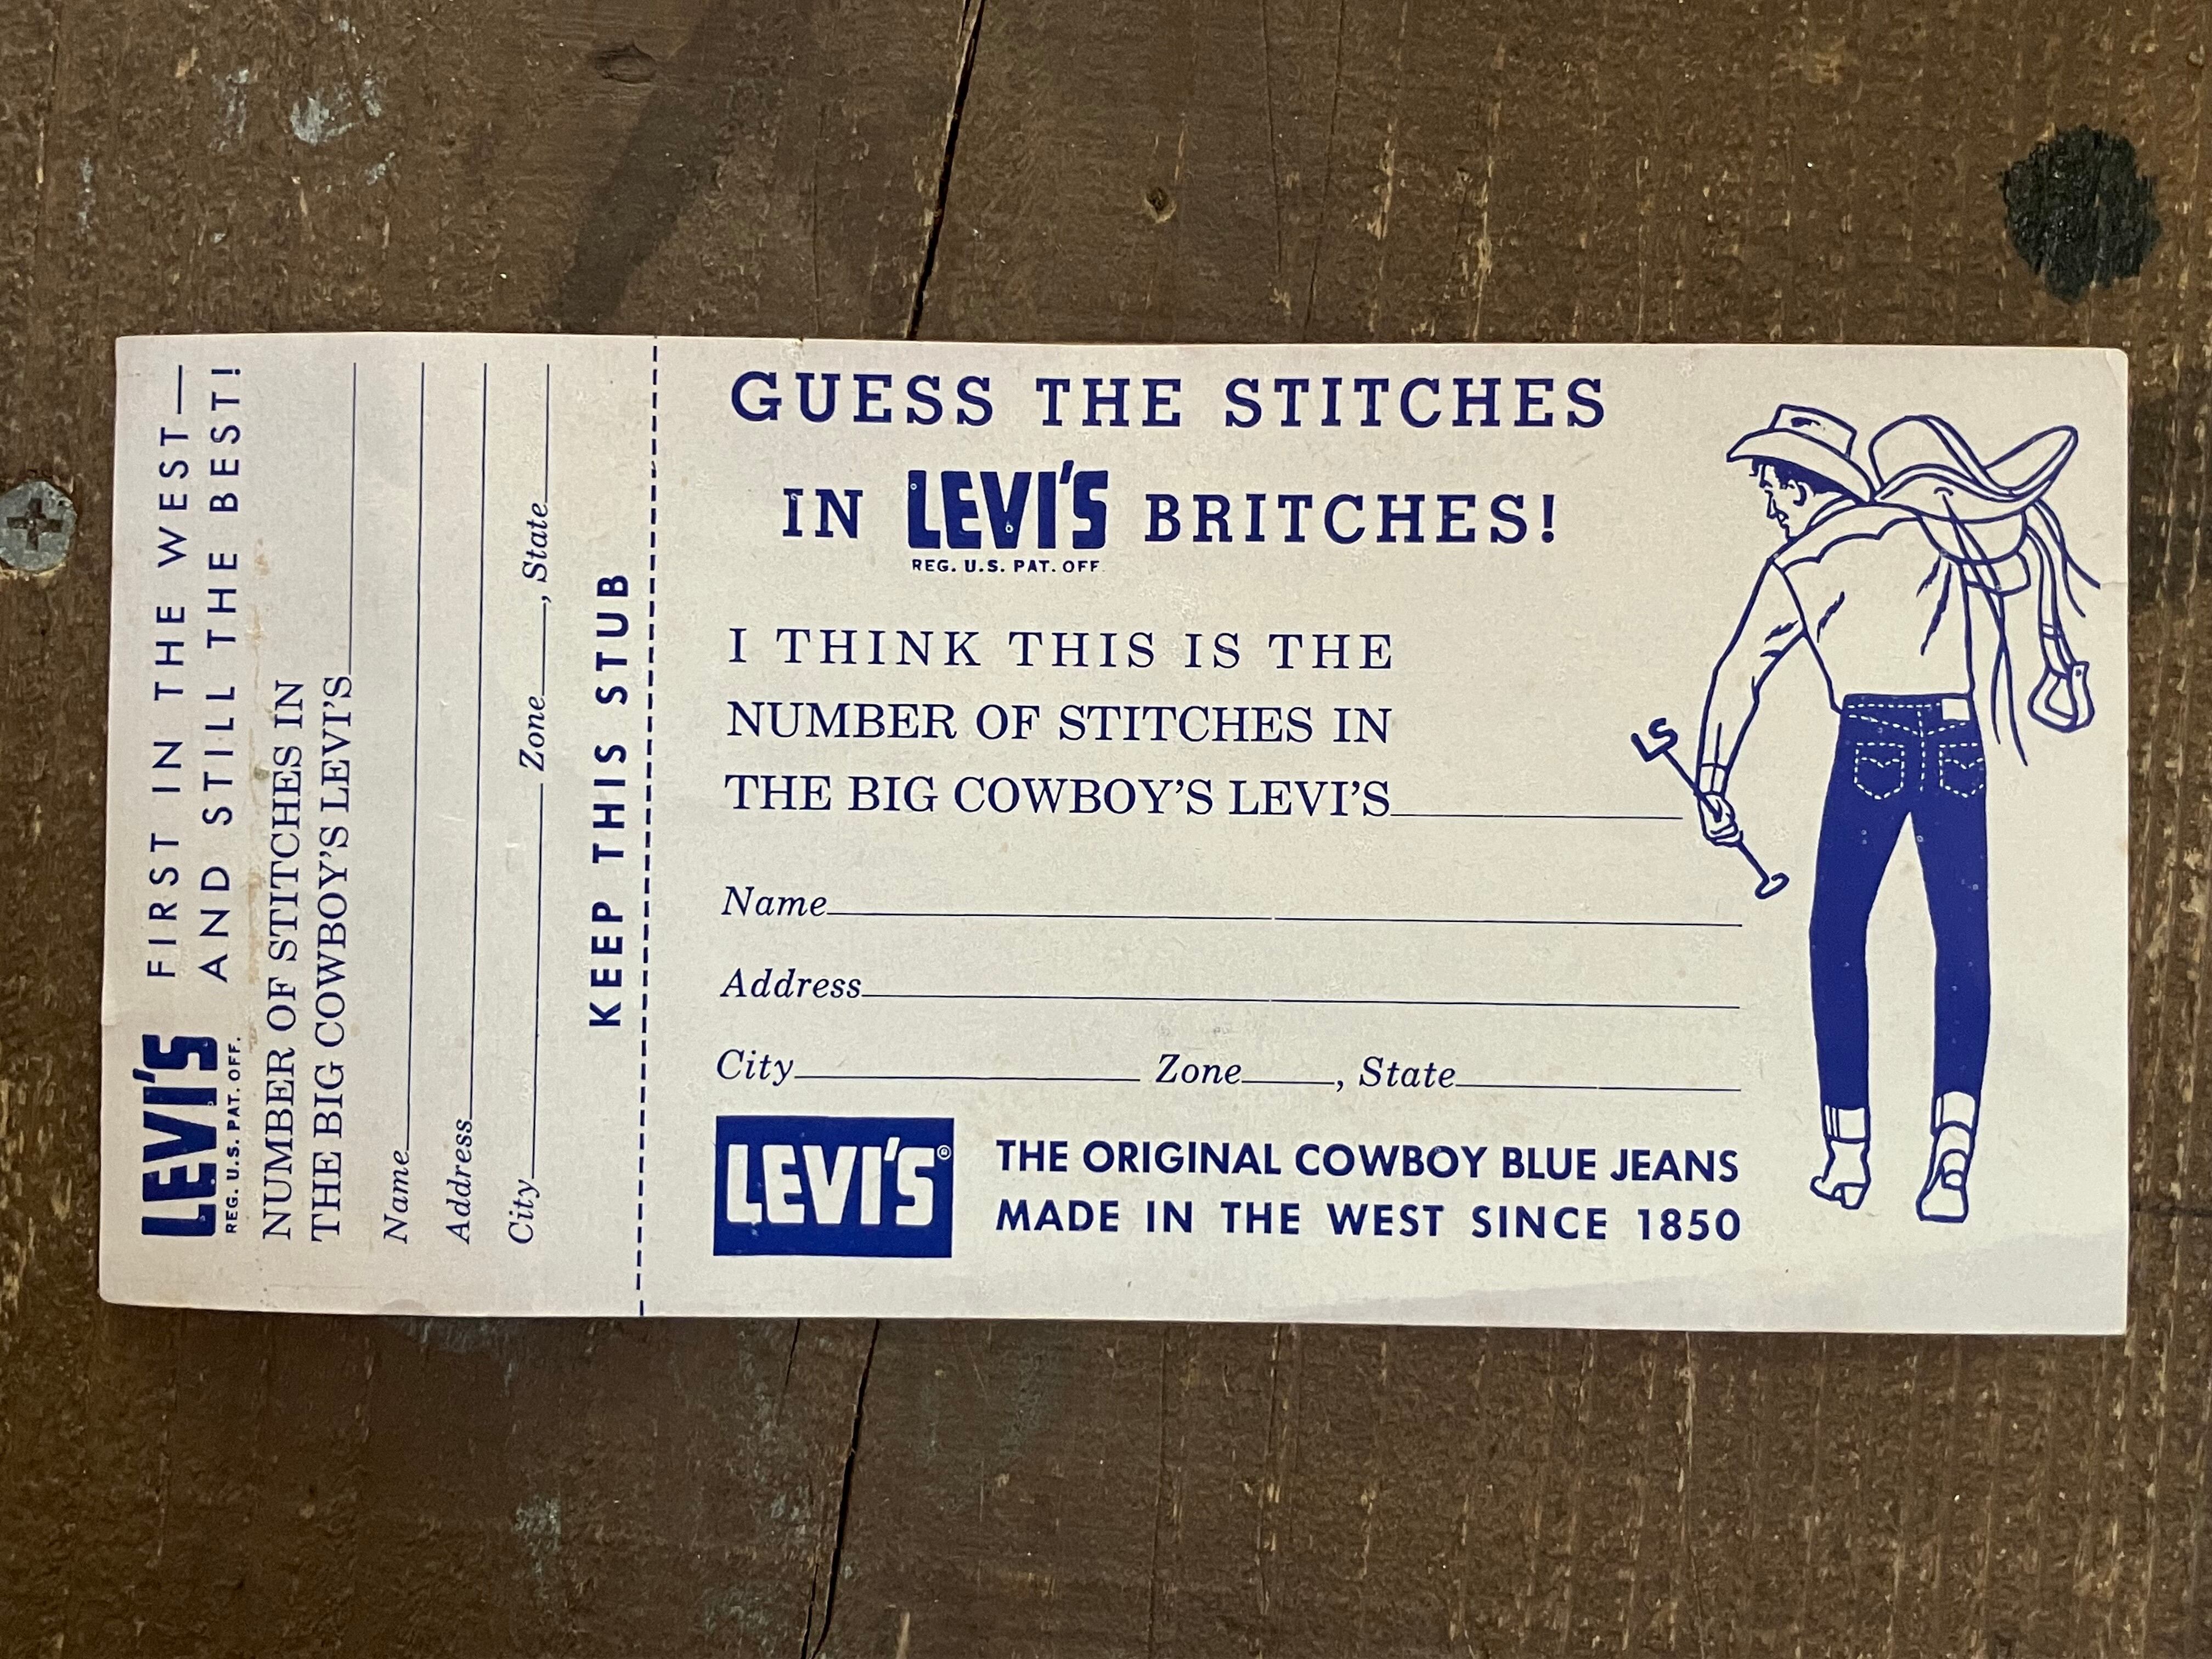 LEVI'S FIRST IN THE WEST—
REG. U.S. PAT. OFF. AND STILL THE BEST!
NUMBER OF STITCHES IN
THE BIG COWBOY'S LEVI'S
Name
Address
City Zone , State
KEEP THIS STUB
GUESS THE STITCHES
IN LEVI'S BRITCHES!
REG. U.S. PAT. OFF.
I THINK THIS IS THE
NUMBER OF STITCHES IN
THE BIG COWBOY'S LEVI'S
LS
Name
Address
City Zone , State
LEVI'S®
THE ORIGINAL COWBOY BLUE JEANS
MADE IN THE WEST SINCE 1850